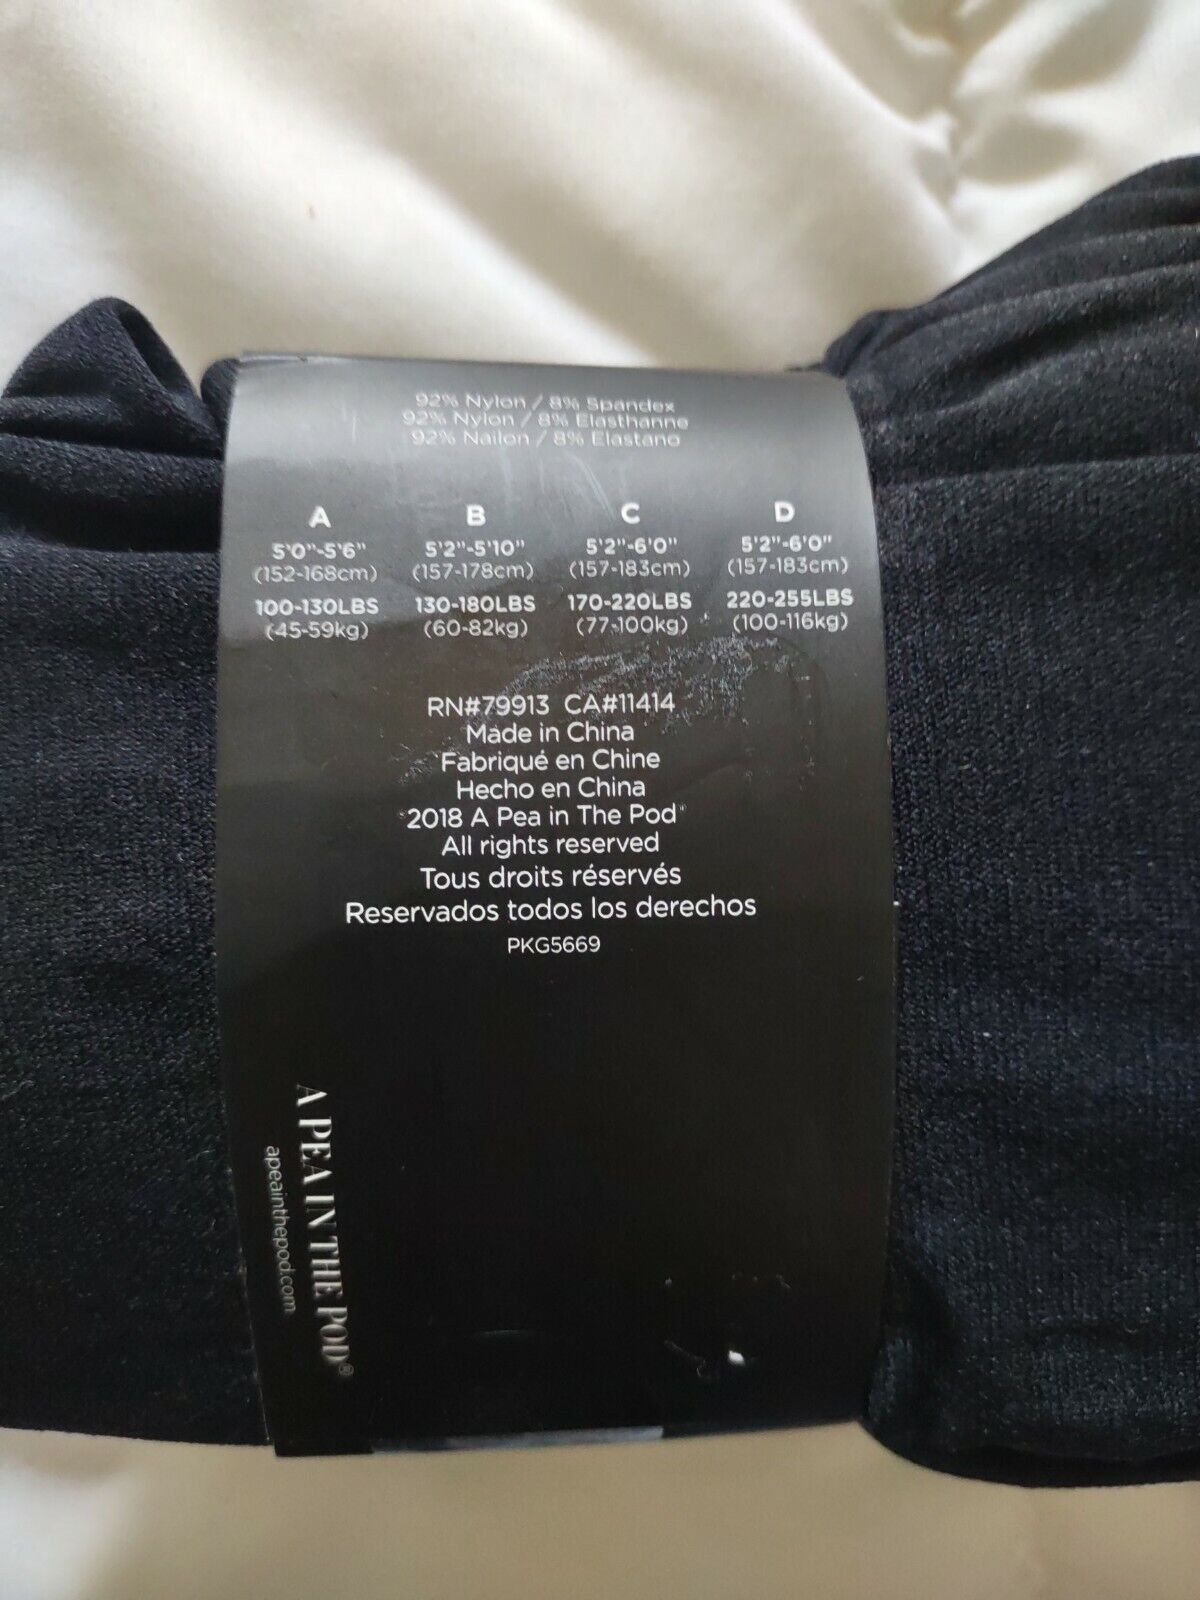 92% Nylon / 8% Spandex
92% Nylon / 8% Elasthanne
92% Nailon / 8% Elastano
A B C D
5'0"-5'6" 5'2"-5'10" 5'2"-6'0" 5'2"-6'0"
(152-168cm) (157-178cm) (157-183cm) (157-183cm)
100-130LBS 130-180LBS 170-220LBS 220-255LBS
(45-59kg) (60-82kg) (77-100kg) (100-116kg)
RN#79913 CA#11414
Made in China
Fabriqué en Chine
Hecho en China
©2018 A Pea in The Pod®
All rights reserved
Tous droits réservés
Reservados todos los derechos
PKG5669
A PEA IN THE POD®
apeainthepod.com